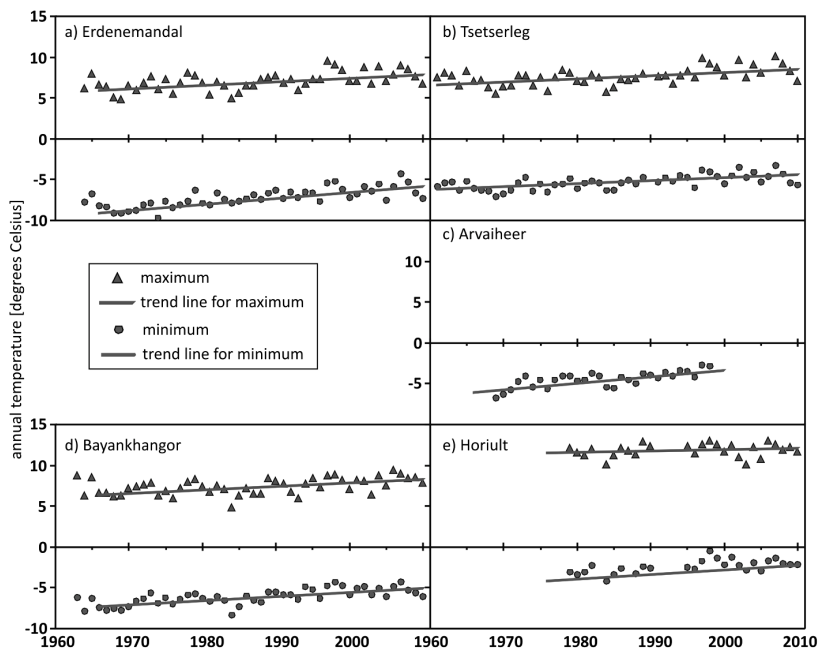 15
a) Erdenemandal
b) Tsetserleg
10
5
0
-5
-10
c) Arvaiheer
10
5
0
-5
annual temperature [degrees Celsius]
maximum
trend line for maximum
minimum
trend line for minimum
15
d) Bayankhangor
e) Horiult
10
5
0
-5
-10
1960 1970 1980 1990 2000 1960 1970 1980 1990 2000 2010